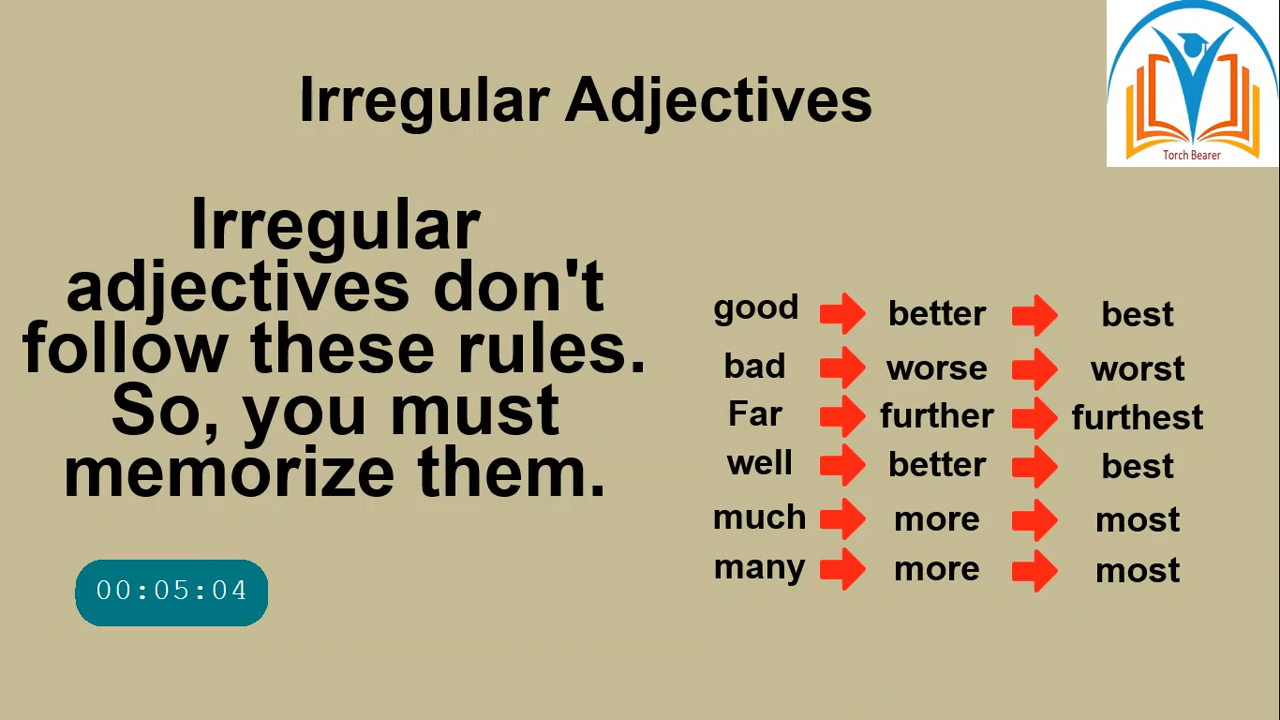 Torch Bearer
Irregular Adjectives
Irregular
adjectives don't
follow these rules.
So, you must
memorize them.
good better best
bad worse worst
Far further furthest
well better best
much more most
many more most
00:05:04